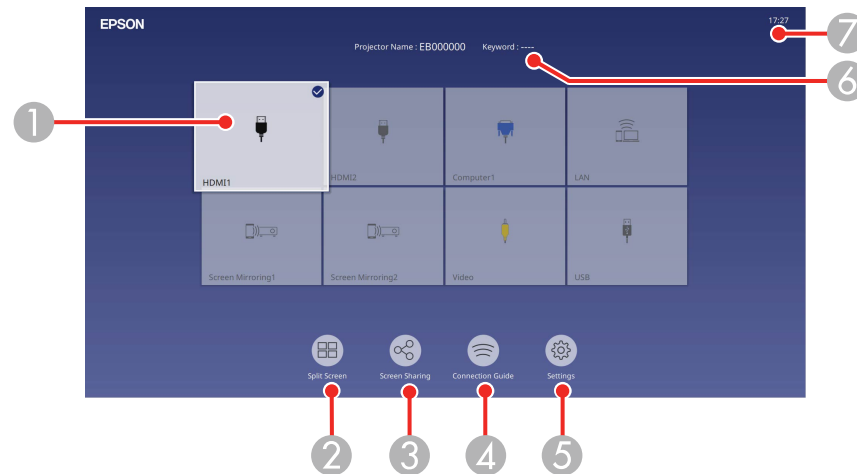 EPSON
17:27
7
Projector Name : EB000000 Keyword : ----
6
1
HDMI1
HDMI2
Computer1
LAN
Screen Mirroring1
Screen Mirroring2
Video
USB
Split Screen
Screen Sharing
Connection Guide
Settings
2
3
4
5